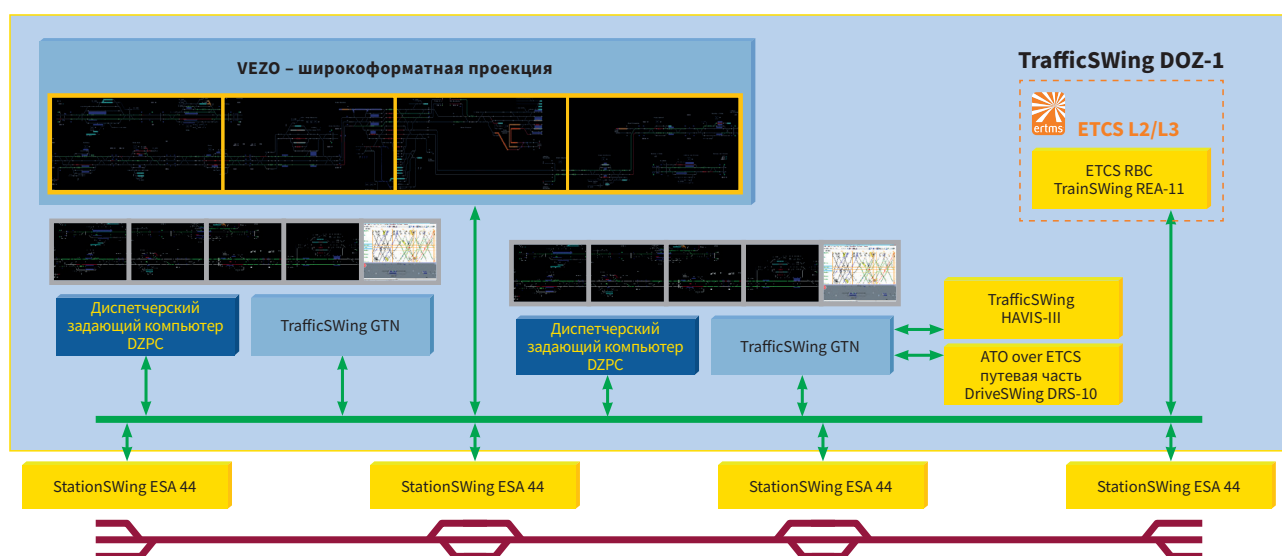 VEZO – широкоформатная проекция
TrafficSWing DOZ-1
ertms
ETCS L2/L3
ETCS RBC
TrainSWing REA-11
Диспетчерский
задающий компьютер
DZPC
TrafficSWing GTN
Диспетчерский
задающий компьютер
DZPC
TrafficSWing GTN
TrafficSWing
HAVIS-III
ATO over ETCS
путевая часть
DriveSWing DRS-10
StationSWing ESA 44
StationSWing ESA 44
StationSWing ESA 44
StationSWing ESA 44